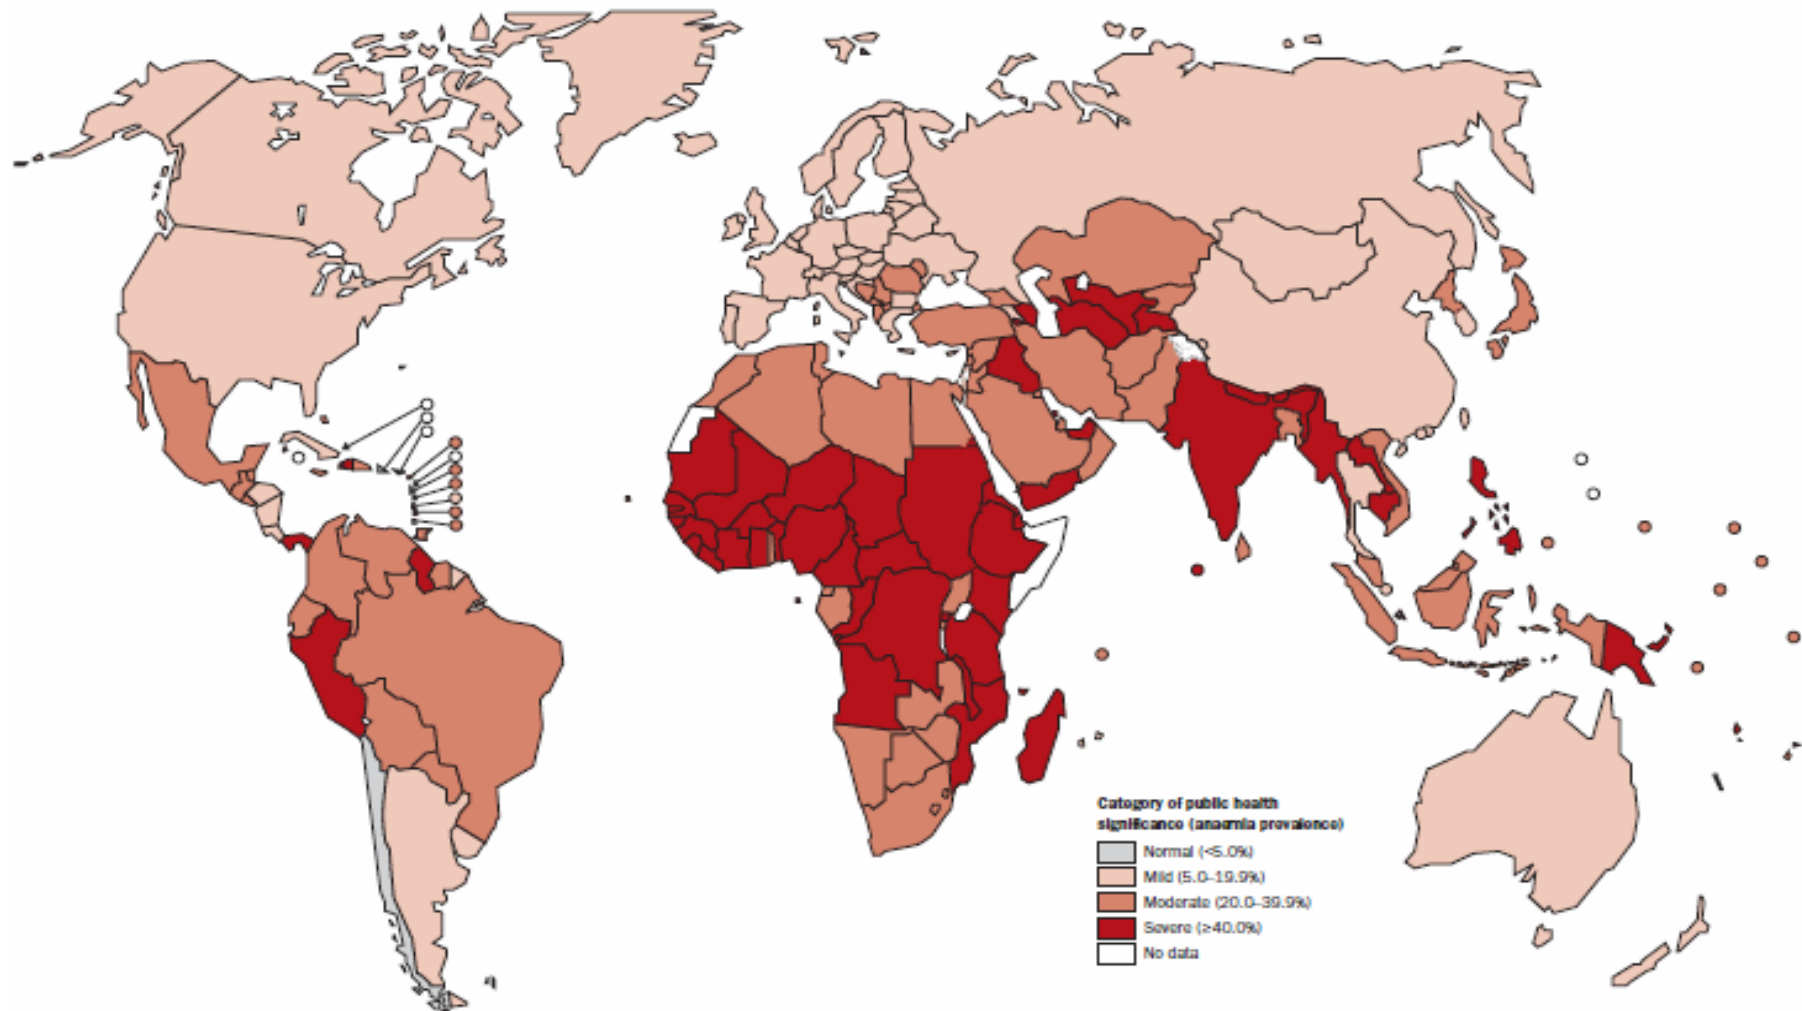 Category of public health
significance (anaemia prevalence)
Normal (<5.0%)
Mild (5.0–19.9%)
Moderate (20.0–39.9%)
Severe (≥40.0%)
No data